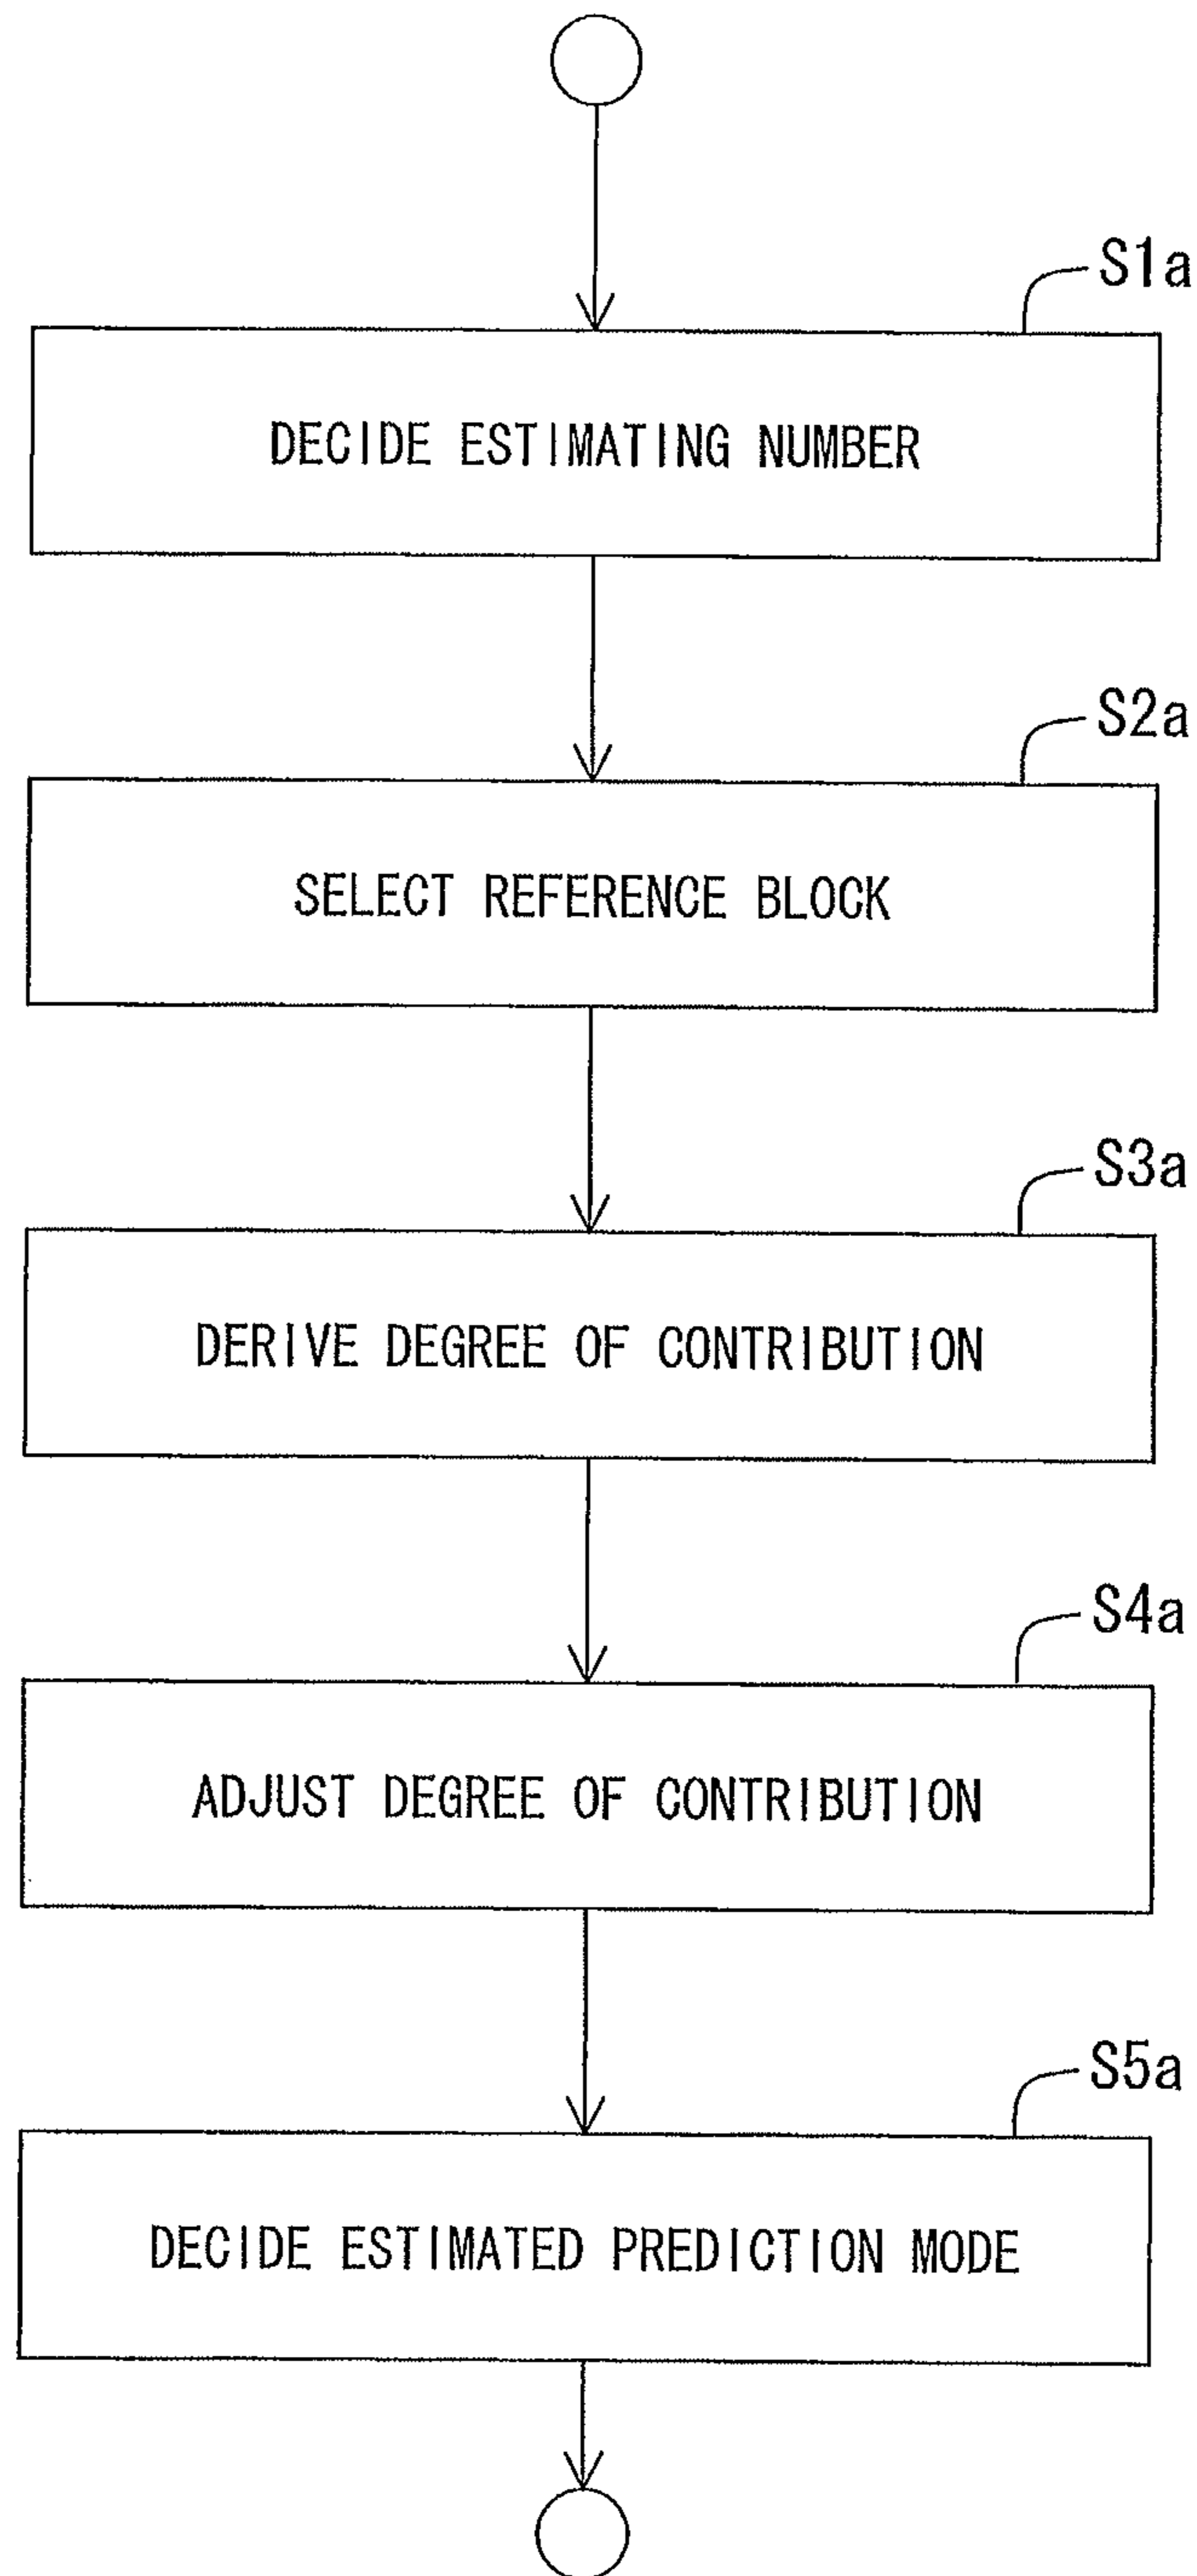 S1a
DECIDE ESTIMATING NUMBER
S2a
SELECT REFERENCE BLOCK
S3a
DERIVE DEGREE OF CONTRIBUTION
S4a
ADJUST DEGREE OF CONTRIBUTION
S5a
DECIDE ESTIMATED PREDICTION MODE